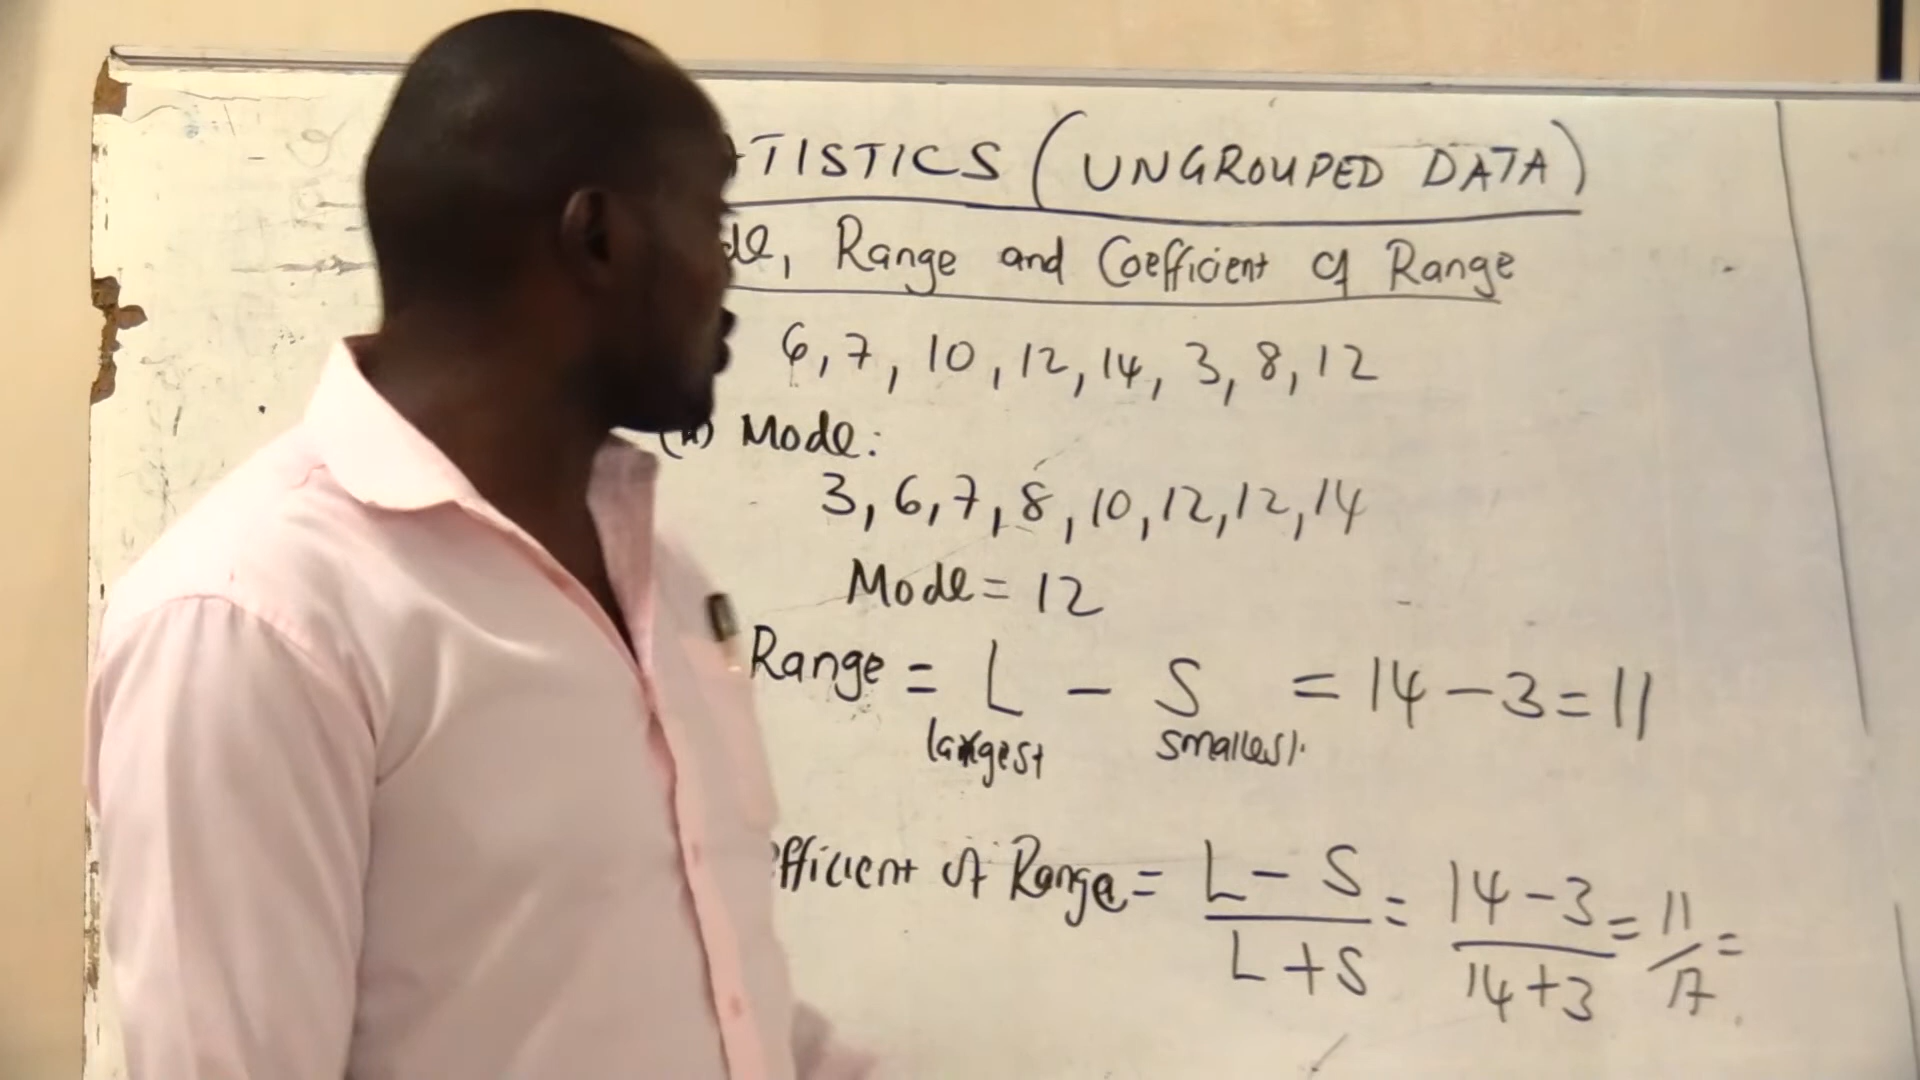 TISTICS (UNGROUPED DATA)
de, Range and Coefficient of Range
6, 7, 10, 12, 14, 3, 8, 12
Mode:
3, 6, 7, 8, 10, 12, 12, 14
Mode = 12
Range = L - S = 14 - 3 = 11
largest smallest
fficient of Range = L - S / L + S = 14 - 3 / 14 + 3 = 11 / 17 =